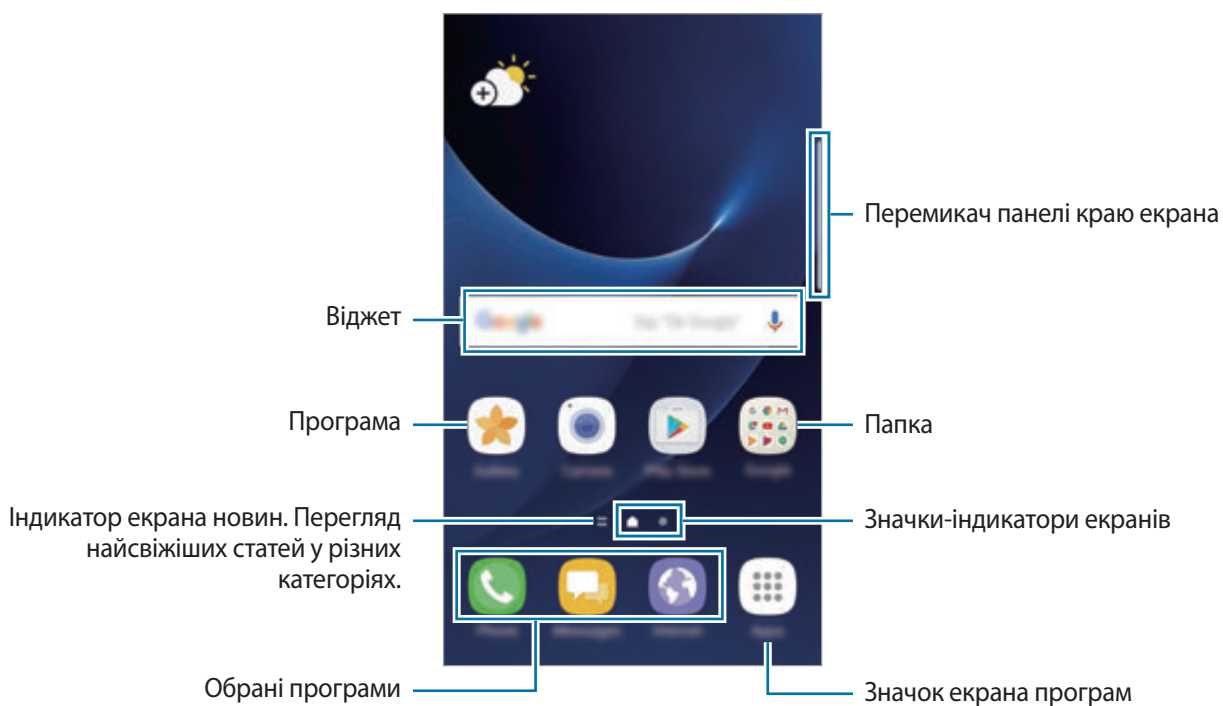 Перемикач панелі краю екрана
Віджет
Google
Програма
Папка
Індикатор екрана новин. Перегляд
найсвіжіших статей у різних
категоріях.
Значки-індикатори екранів
Обрані програми
Значок екрана програм